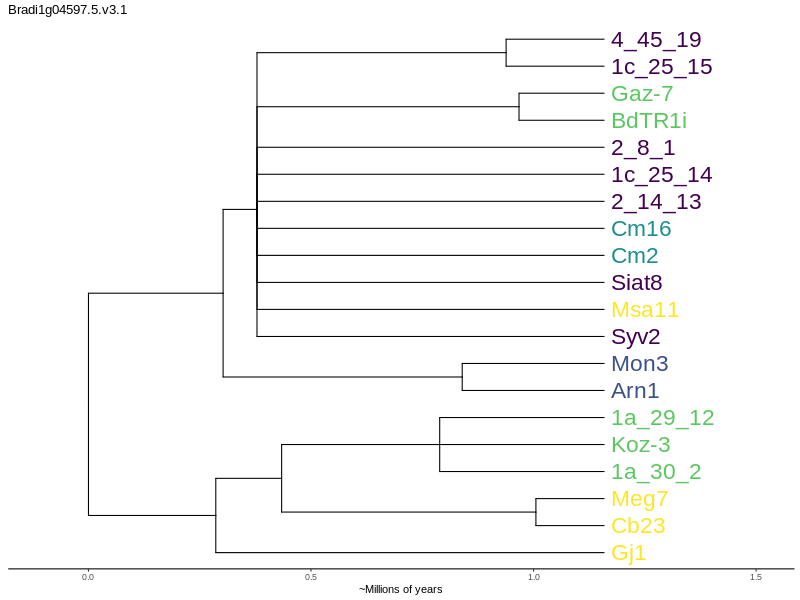 Bradi1g04597.5.v3.1
4_45_19
1c_25_15
Gaz-7
BdTR1i
2_8_1
1c_25_14
2_14_13
Cm16
Cm2
Siat8
Msa11
Syv2
Mon3
Arn1
1a_29_12
Koz-3
1a_30_2
Meg7
Cb23
Gj1
0.0 0.5 1.0 1.5
~Millions of years